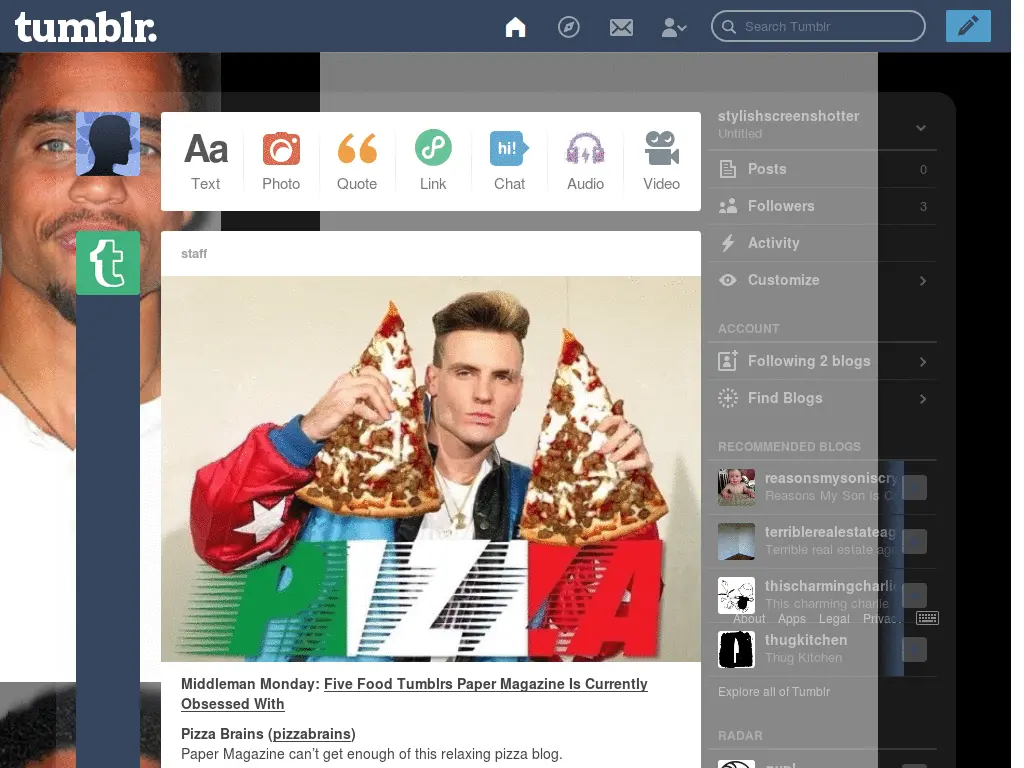 tumblr.
Search Tumblr
Aa
hi!
Text
Photo
Quote
Link
Chat
Audio
Video
stylishscreenshotter
Untitled
Posts 0
Followers 3
Activity
Customize
ACCOUNT
Following 2 blogs
Find Blogs
RECOMMENDED BLOGS
reasonsmysoniscry
Reasons My Son Is C
terriblerealestateag
Terrible real estate age
thischarmingcharli
This charming charlie
About Apps Legal Privac
thugkitchen
Thug Kitchen
Explore all of Tumblr
RADAR
t
staff
PIZZA
Middleman Monday: Five Food Tumblrs Paper Magazine Is Currently
Obsessed With
Pizza Brains (pizzabrains)
Paper Magazine can't get enough of this relaxing pizza blog.